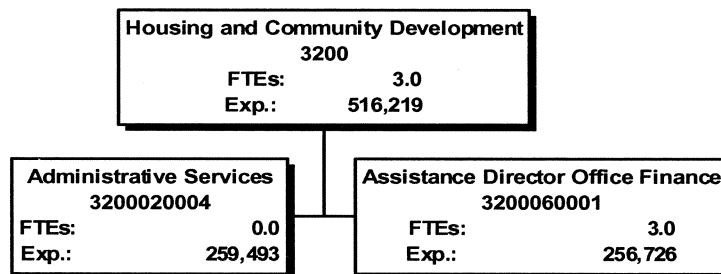 Housing and Community Development
3200
FTEs: 3.0
Exp.: 516,219
Administrative Services
3200020004
FTEs: 0.0
Exp.: 259,493
Assistance Director Office Finance
3200060001
FTEs: 3.0
Exp.: 256,726